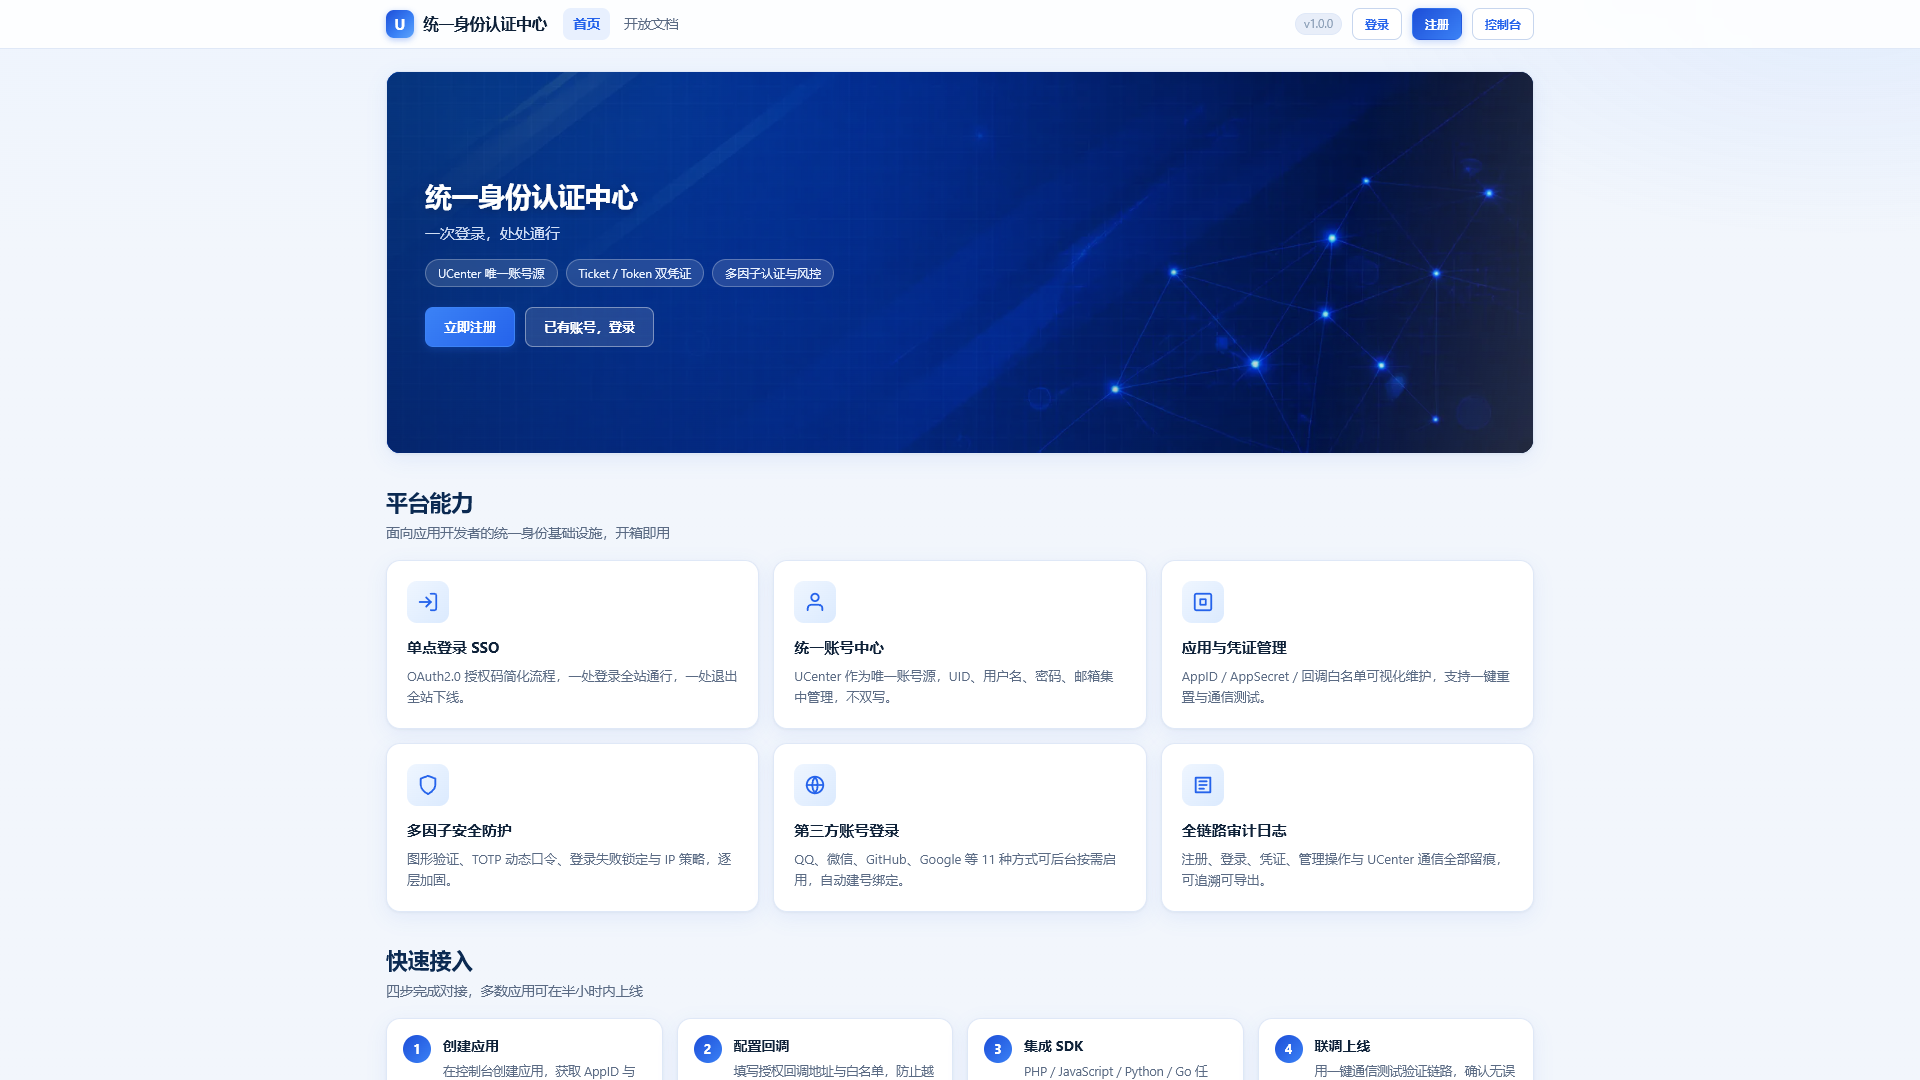 U 统一身份认证中心 首页 开放文档 v1.0.0 登录 注册 控制台
统一身份认证中心
一次登录，处处通行
UCenter 唯一账号源 Ticket / Token 双凭证 多因子认证与风控
立即注册 已有账号，登录
平台能力
面向应用开发者的统一身份基础设施，开箱即用
单点登录 SSO
OAuth2.0 授权码简化流程，一处登录全站通行，一处退出
全站下线。
统一账号中心
UCenter 作为唯一账号源，UID、用户名、密码、邮箱集
中管理，不双写。
应用与凭证管理
AppID / AppSecret / 回调白名单可视化维护，支持一键重
置与通信测试。
多因子安全防护
图形验证、TOTP 动态口令、登录失败锁定与 IP 策略，逐
层加固。
第三方账号登录
QQ、微信、GitHub、Google 等 11 种方式可后台按需启
用，自动建号绑定。
全链路审计日志
注册、登录、凭证、管理操作与 UCenter 通信全部留痕，
可追溯可导出。
快速接入
四步完成对接，多数应用可在半小时内上线
1 创建应用
在控制台创建应用，获取 AppID 与
2 配置回调
填写授权回调地址与白名单，防止越
3 集成 SDK
PHP / JavaScript / Python / Go 任
4 联调上线
用一键通信测试验证链路，确认无误